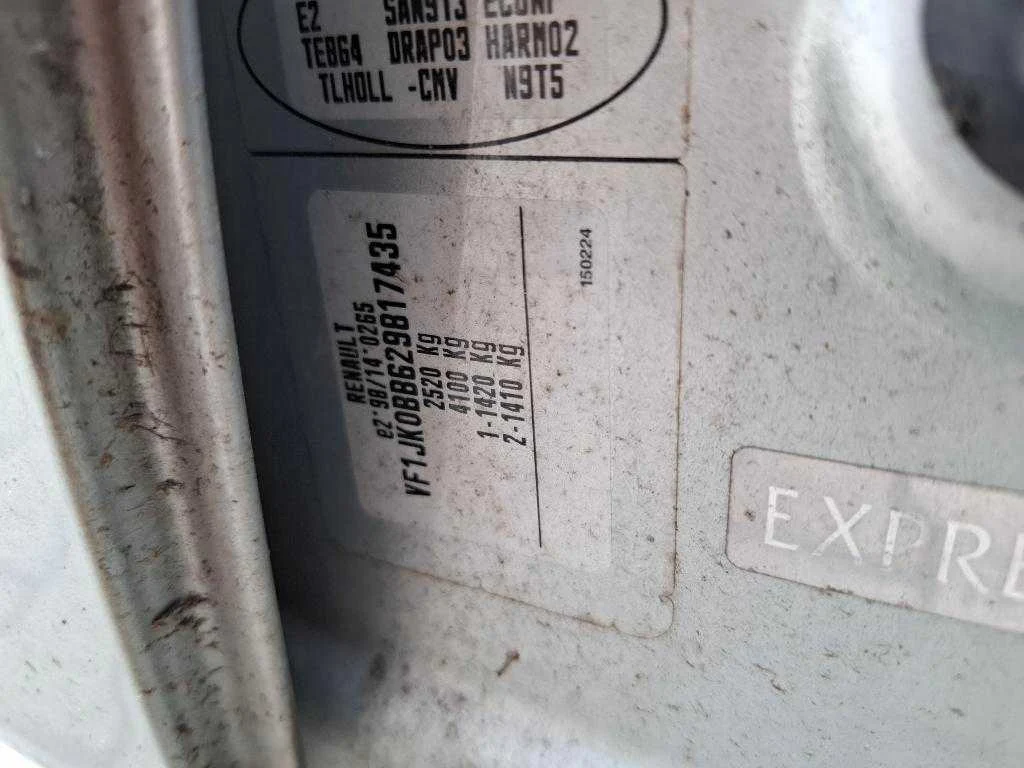 E2 SAN913 ECONF
TE864 DRAP03 HARM02
TLHOLL -CMV N9T5
RENAULT
e2*98/14*0265
VF1JK0BB629817435
2520 Kg
4100 Kg
1-1420 Kg
2-1410 Kg
150224
EXPRE